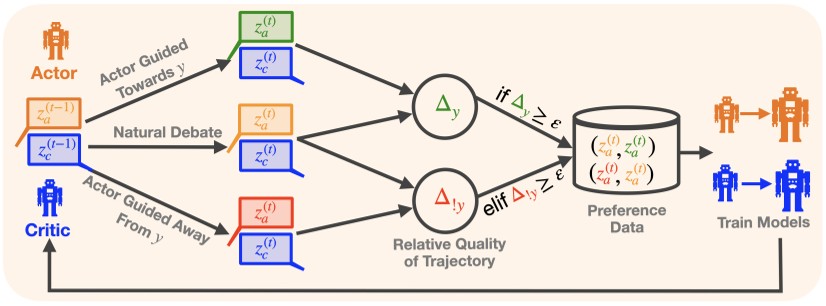 Actor
z_a^(t-1)
z_c^(t-1)
Critic
Actor Guided
Towards y
Natural Debate
Actor Guided Away
From y
z_a^(t)
z_c^(t)
z_a^(t)
z_c^(t)
z_a^(t)
z_c^(t)
Δ_y
Δ_!y
Relative Quality
of Trajectory
if Δ_y ≥ ε
elif Δ_!y ≥ ε
(z_a^(t), z_a^(t))
(z_a^(t), z_a^(t))
Preference
Data
Train Models